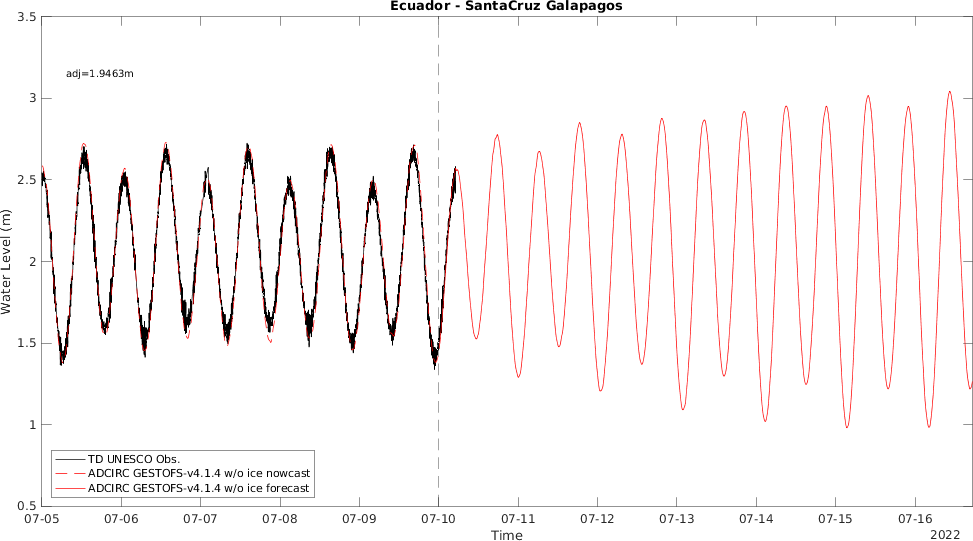 Ecuador - SantaCruz Galapagos
3.5
adj=1.9463m
3
2.5
2
1.5
1
0.5
Water Level (m)
TD UNESCO Obs.
ADCIRC GESTOFS-v4.1.4 w/o ice nowcast
ADCIRC GESTOFS-v4.1.4 w/o ice forecast
07-05 07-06 07-07 07-08 07-09 07-10 07-11 07-12 07-13 07-14 07-15 07-16
Time
2022